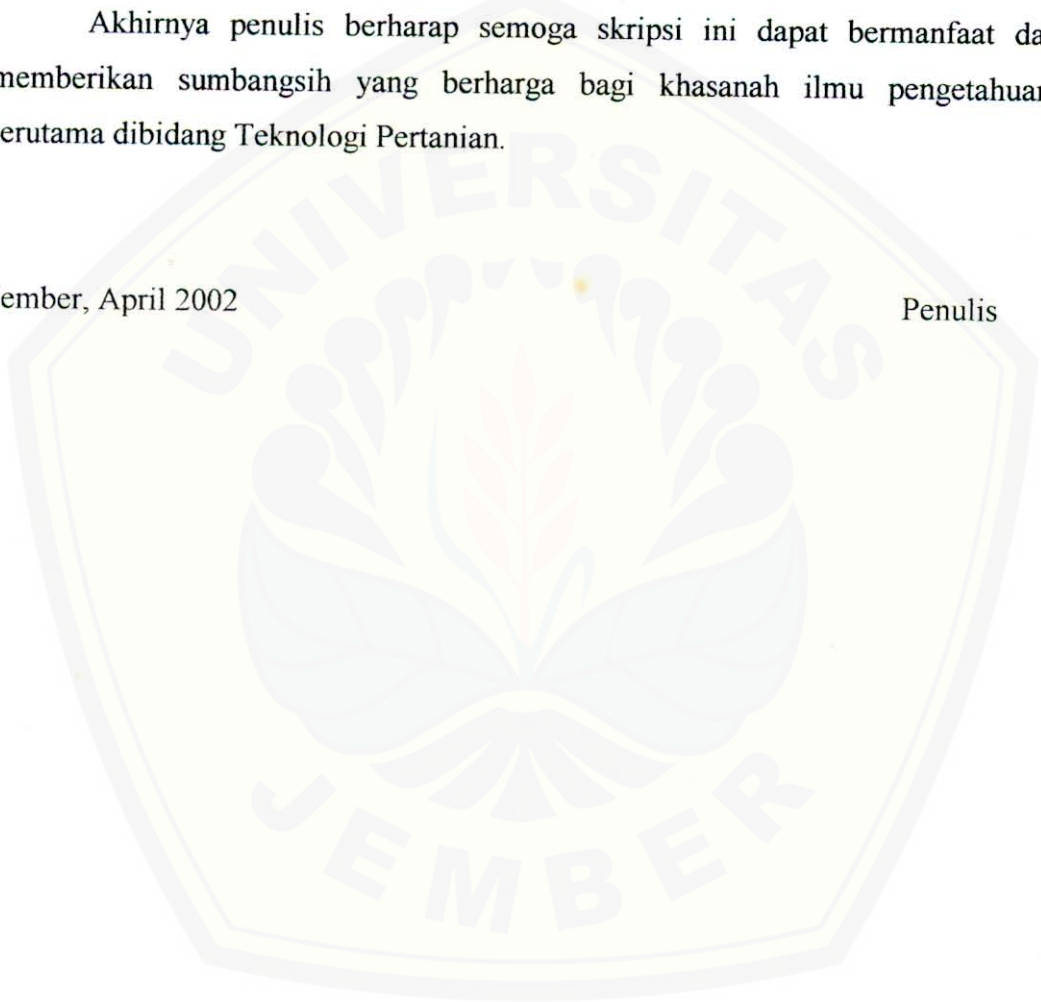 Akhirnya penulis berharap semoga skripsi ini dapat bermanfaat da
memberikan sumbangsih yang berharga bagi khasanah ilmu pengetahuan
erutama dibidang Teknologi Pertanian.
ember, April 2002
Penulis
UNIVERSITAS
JEMBER